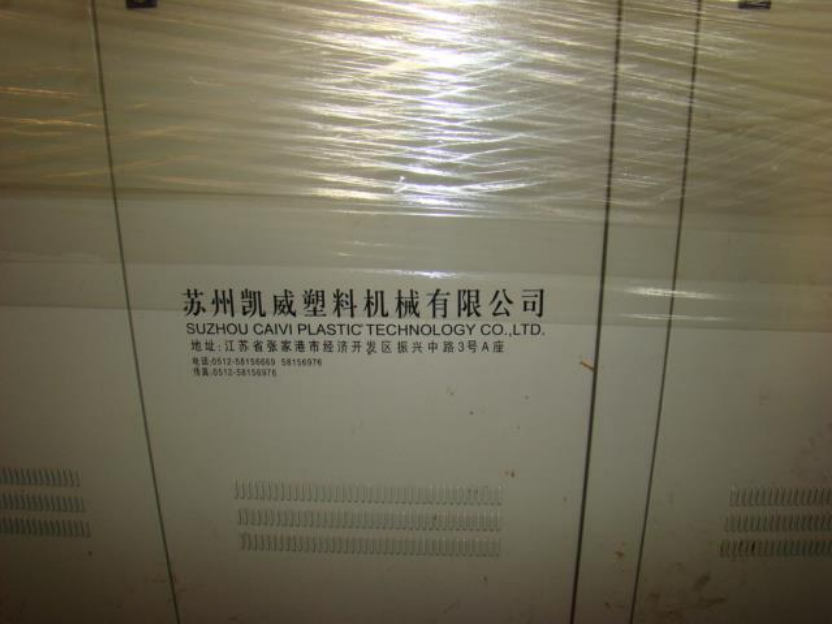 苏州凯威塑料机械有限公司
SUZHOU CAIVI PLASTIC TECHNOLOGY CO.,LTD.
地址:江苏省张家港市经济开发区振兴中路3号A座
电话:0512-58156669 58156976
传真:0512-58156976